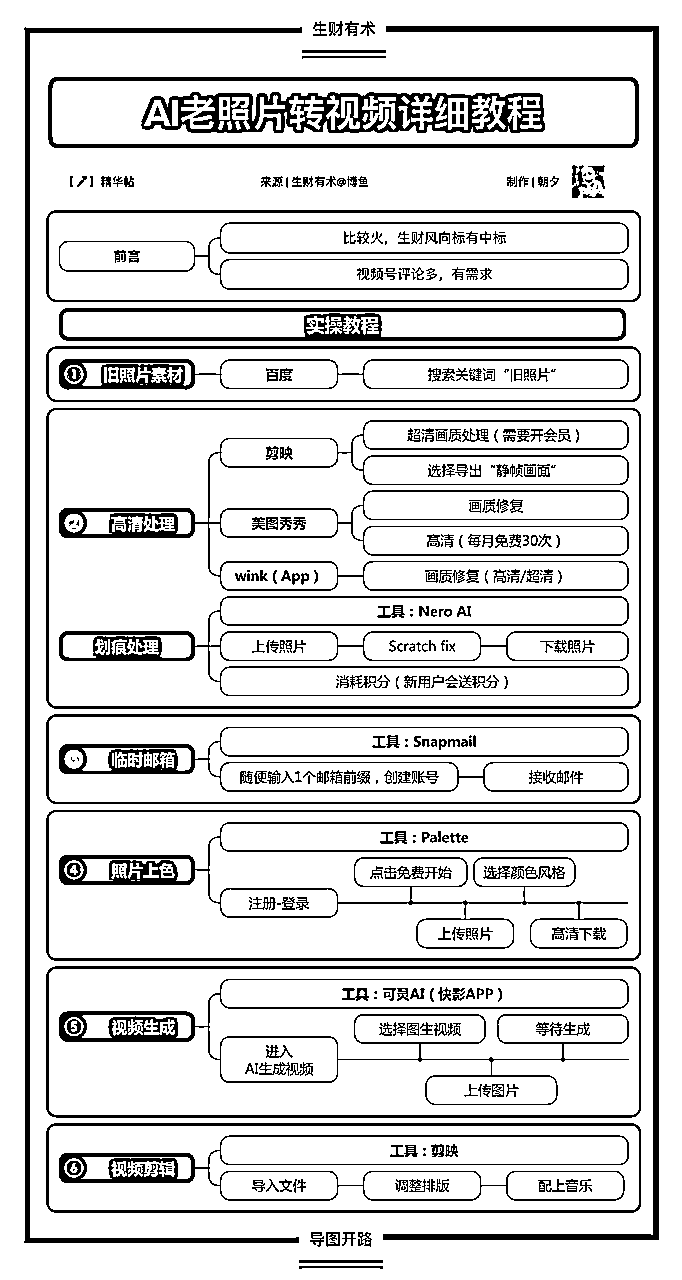 生财有术
AI老照片转视频详细教程
【↗】精华帖
来源|生财有术@博鱼
制作|朝夕
前言
比较火，生财风向标有中标
视频号评论多，有需求
实操教程
① 旧照片素材
百度
搜索关键词“旧照片”
剪映
超清画质处理（需要开会员）
选择导出“静帧画面”
② 高清处理
美图秀秀
画质修复
高清（每月免费30次）
wink（App）
画质修复（高清/超清）
划痕处理
工具：Nero AI
上传照片
Scratch fix
下载照片
消耗积分（新用户会送积分）
临时邮箱
工具：Snapmail
随便输入1个邮箱前缀，创建账号
接收邮件
④ 照片上色
工具：Palette
注册-登录
点击免费开始
选择颜色风格
上传照片
高清下载
⑤ 视频生成
工具：可灵AI（快影APP）
进入
AI生成视频
选择图生视频
等待生成
上传图片
⑥ 视频剪辑
工具：剪映
导入文件
调整排版
配上音乐
导图开路